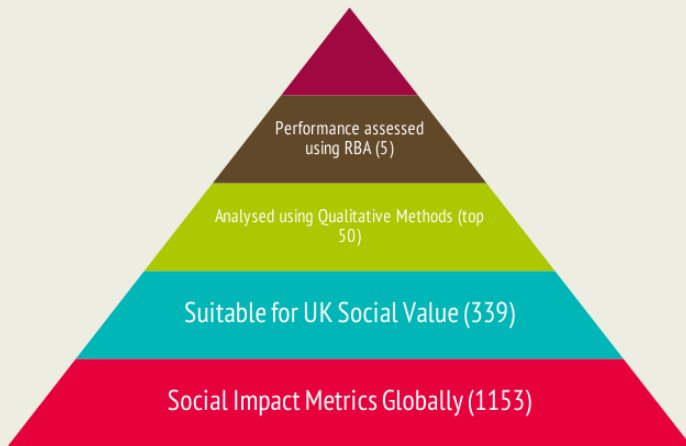 Performance assessed
using RBA (5)
Analysed using Qualitative Methods (top
50)
Suitable for UK Social Value (339)
Social Impact Metrics Globally (1153)